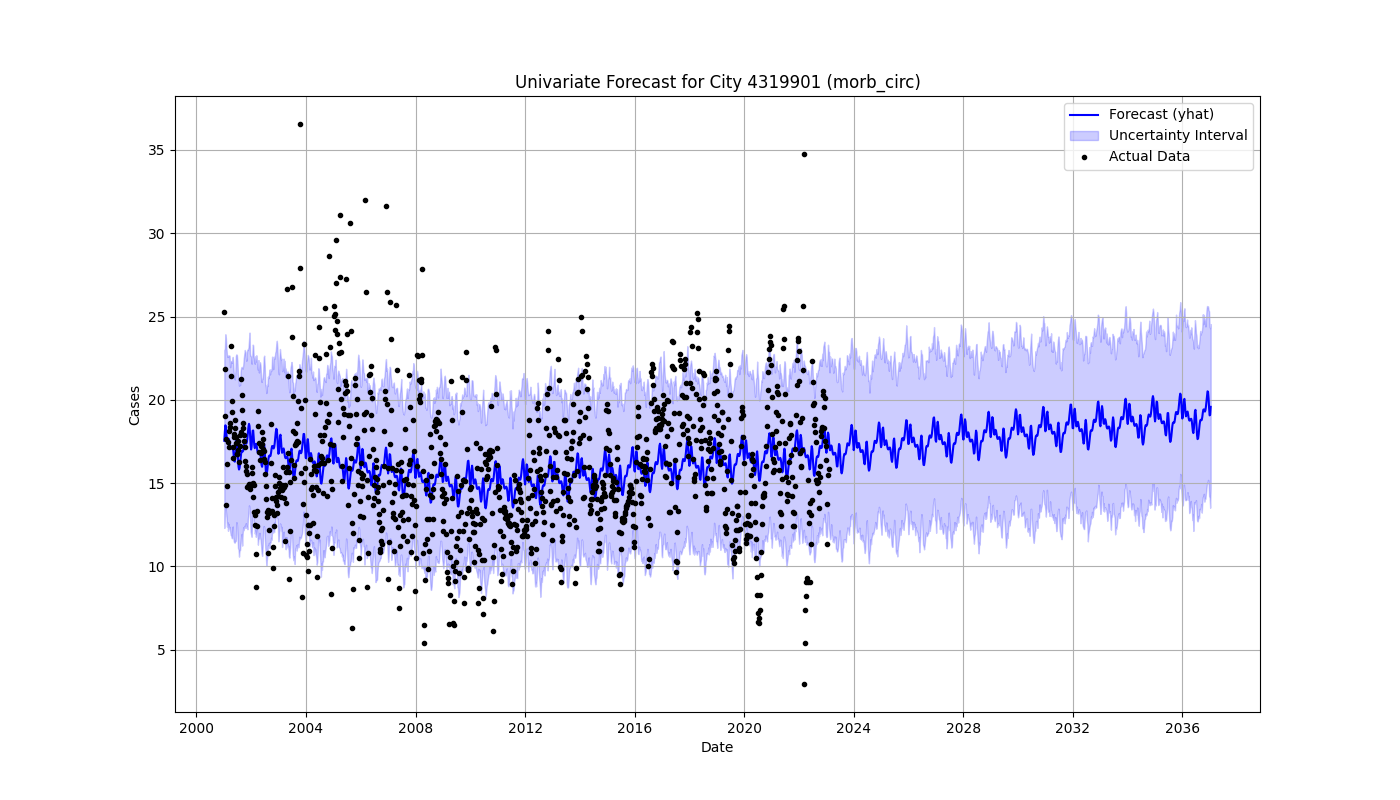 Univariate Forecast for City 4319901 (morb_circ)
Forecast (yhat)
Uncertainty Interval
Actual Data
Cases
35
30
25
20
15
10
5
2000 2004 2008 2012 2016 2020 2024 2028 2032 2036
Date